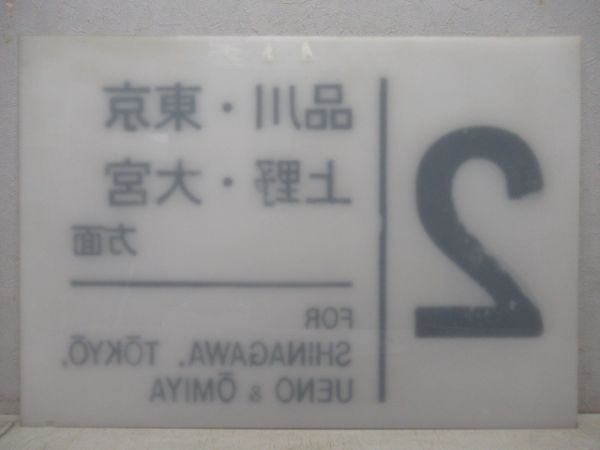 2
品川・東京
上野・大宮
方面
FOR
SHINAGAWA, TŌKYŌ,
UENO & ŌMIYA